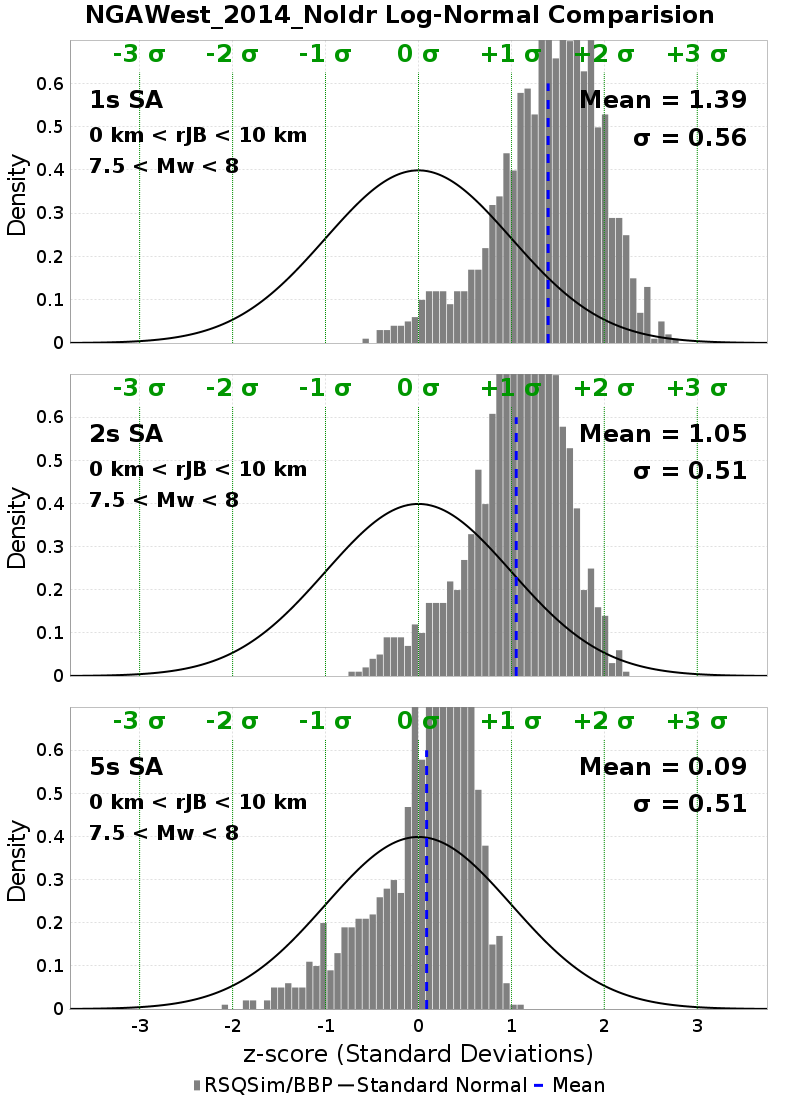 NGAWest_2014_NoIdr Log-Normal Comparision
-3 σ -2 σ -1 σ 0 σ +1 σ +2 σ +3 σ
1s SA
Mean = 1.39
0 km < rJB < 10 km
σ = 0.56
7.5 < Mw < 8
Density
0.6
0.5
0.4
0.3
0.2
0.1
0
-3 σ -2 σ -1 σ 0 σ +1 σ +2 σ +3 σ
2s SA
Mean = 1.05
0 km < rJB < 10 km
σ = 0.51
7.5 < Mw < 8
Density
0.6
0.5
0.4
0.3
0.2
0.1
0
-3 σ -2 σ -1 σ 0 σ +1 σ +2 σ +3 σ
5s SA
Mean = 0.09
0 km < rJB < 10 km
σ = 0.51
7.5 < Mw < 8
Density
0.6
0.5
0.4
0.3
0.2
0.1
0
-3 -2 -1 0 1 2 3
z-score (Standard Deviations)
RSQSim/BBP Standard Normal Mean